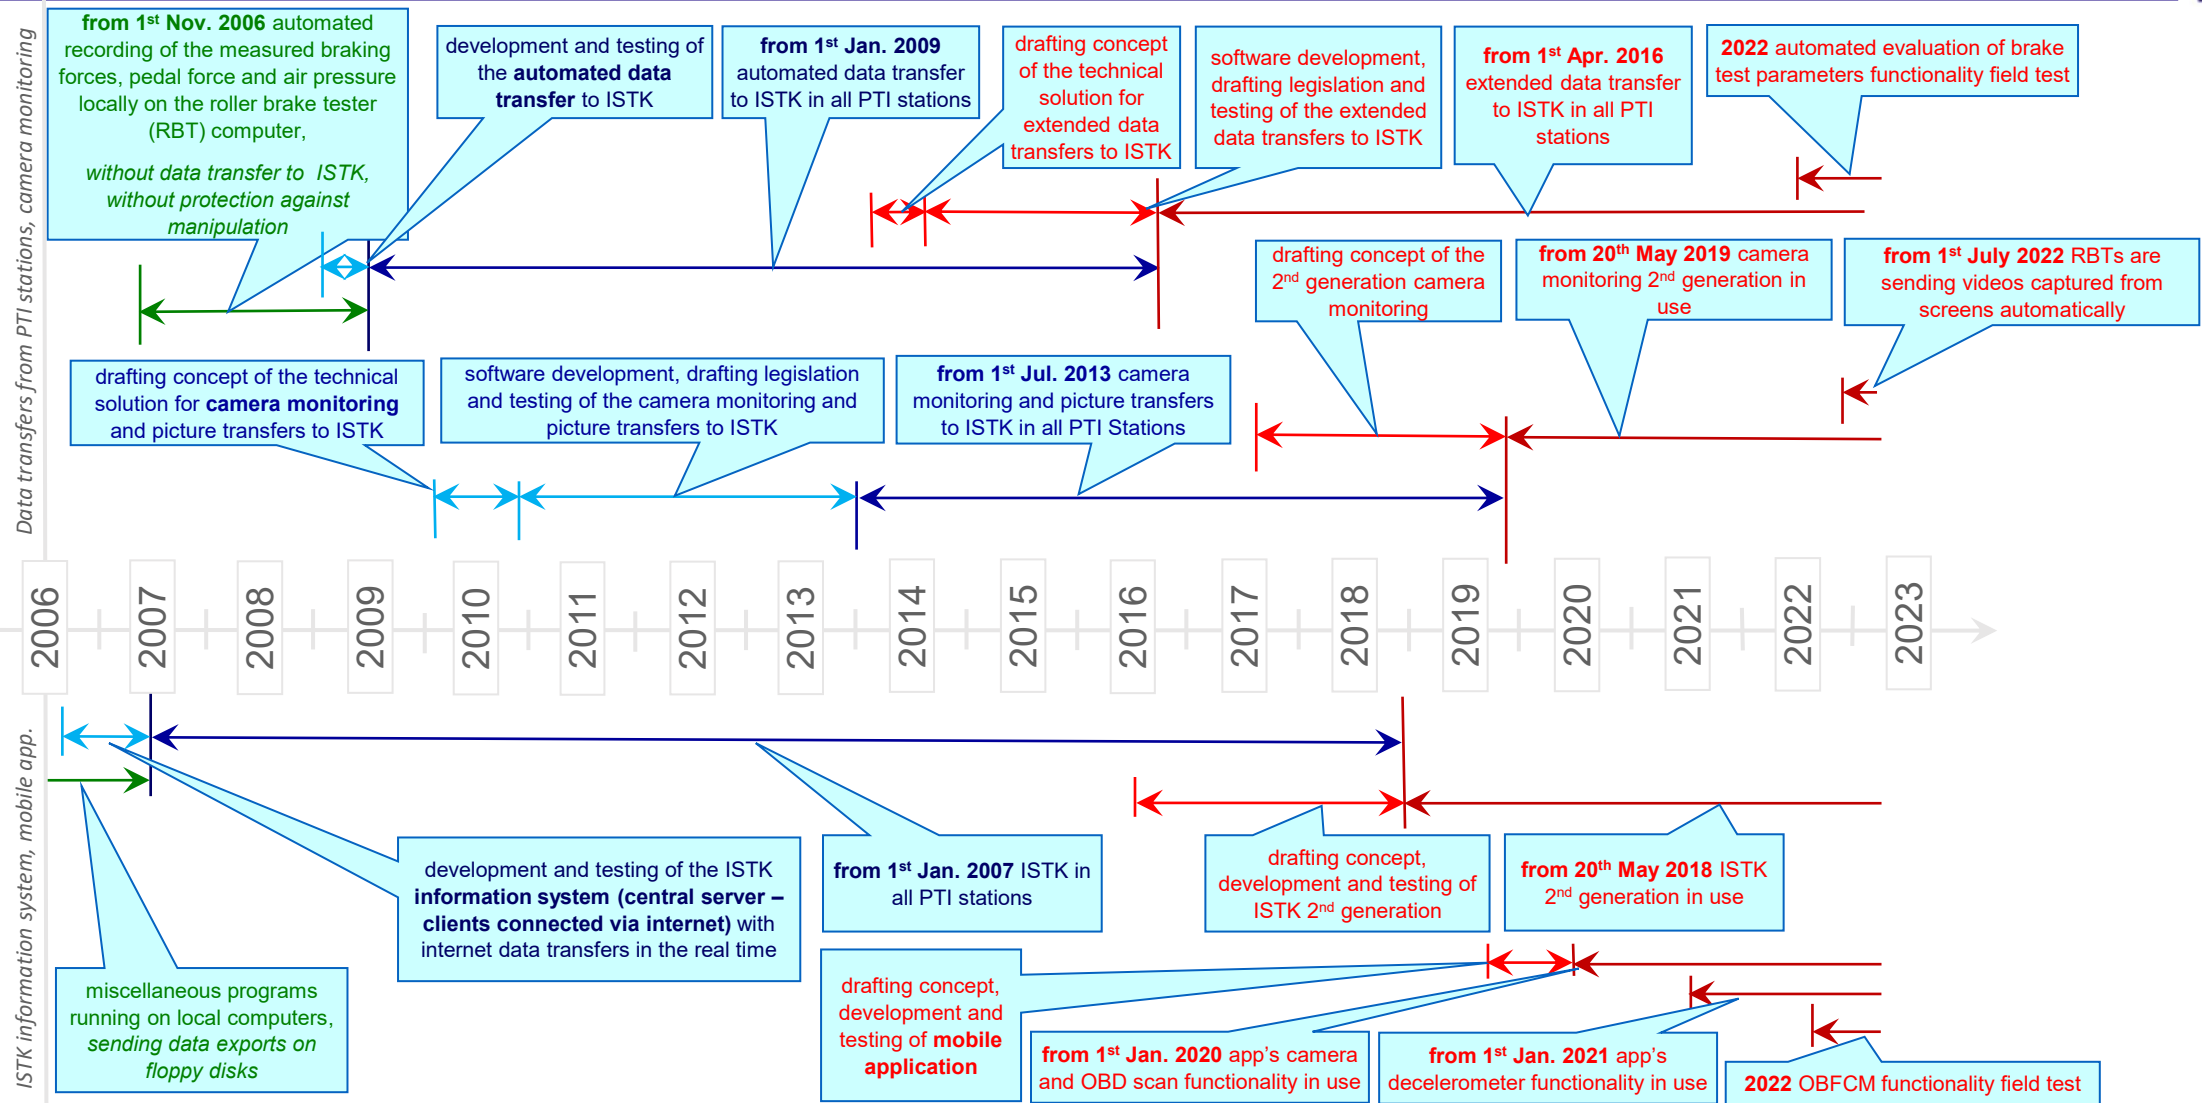 Data transfers from PTI stations, camera monitoring
from 1st Nov. 2006 automated
recording of the measured braking
forces, pedal force and air pressure
locally on the roller brake tester
(RBT) computer,
without data transfer to ISTK,
without protection against
manipulation
development and testing of
the automated data
transfer to ISTK
from 1st Jan. 2009
automated data transfer
to ISTK in all PTI stations
drafting concept
of the technical
solution for
extended data
transfers to ISTK
software development,
drafting legislation and
testing of the extended
data transfers to ISTK
from 1st Apr. 2016
extended data transfer
to ISTK in all PTI
stations
2022 automated evaluation of brake
test parameters functionality field test
drafting concept of the
2nd generation camera
monitoring
from 20th May 2019 camera
monitoring 2nd generation in
use
from 1st July 2022 RBTs are
sending videos captured from
screens automatically
drafting concept of the technical
solution for camera monitoring
and picture transfers to ISTK
software development, drafting legislation
and testing of the camera monitoring and
picture transfers to ISTK
from 1st Jul. 2013 camera
monitoring and picture transfers
to ISTK in all PTI Stations
2006
2007
2008
2009
2010
2011
2012
2013
2014
2015
2016
2017
2018
2019
2020
2021
2022
2023
ISTK information system, mobile app.
miscellaneous programs
running on local computers,
sending data exports on
floppy disks
development and testing of the ISTK
information system (central server –
clients connected via internet) with
internet data transfers in the real time
from 1st Jan. 2007 ISTK in
all PTI stations
drafting concept,
development and testing of
ISTK 2nd generation
from 20th May 2018 ISTK
2nd generation in use
drafting concept,
development and
testing of mobile
application
from 1st Jan. 2020 app's camera
and OBD scan functionality in use
from 1st Jan. 2021 app's
decelerometer functionality in use
2022 OBFCM functionality field test